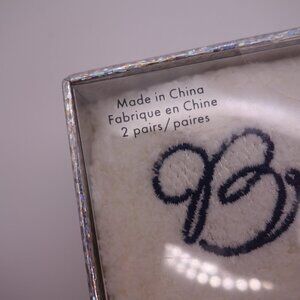 Made in China
Fabrique en Chine
2 pairs/paires